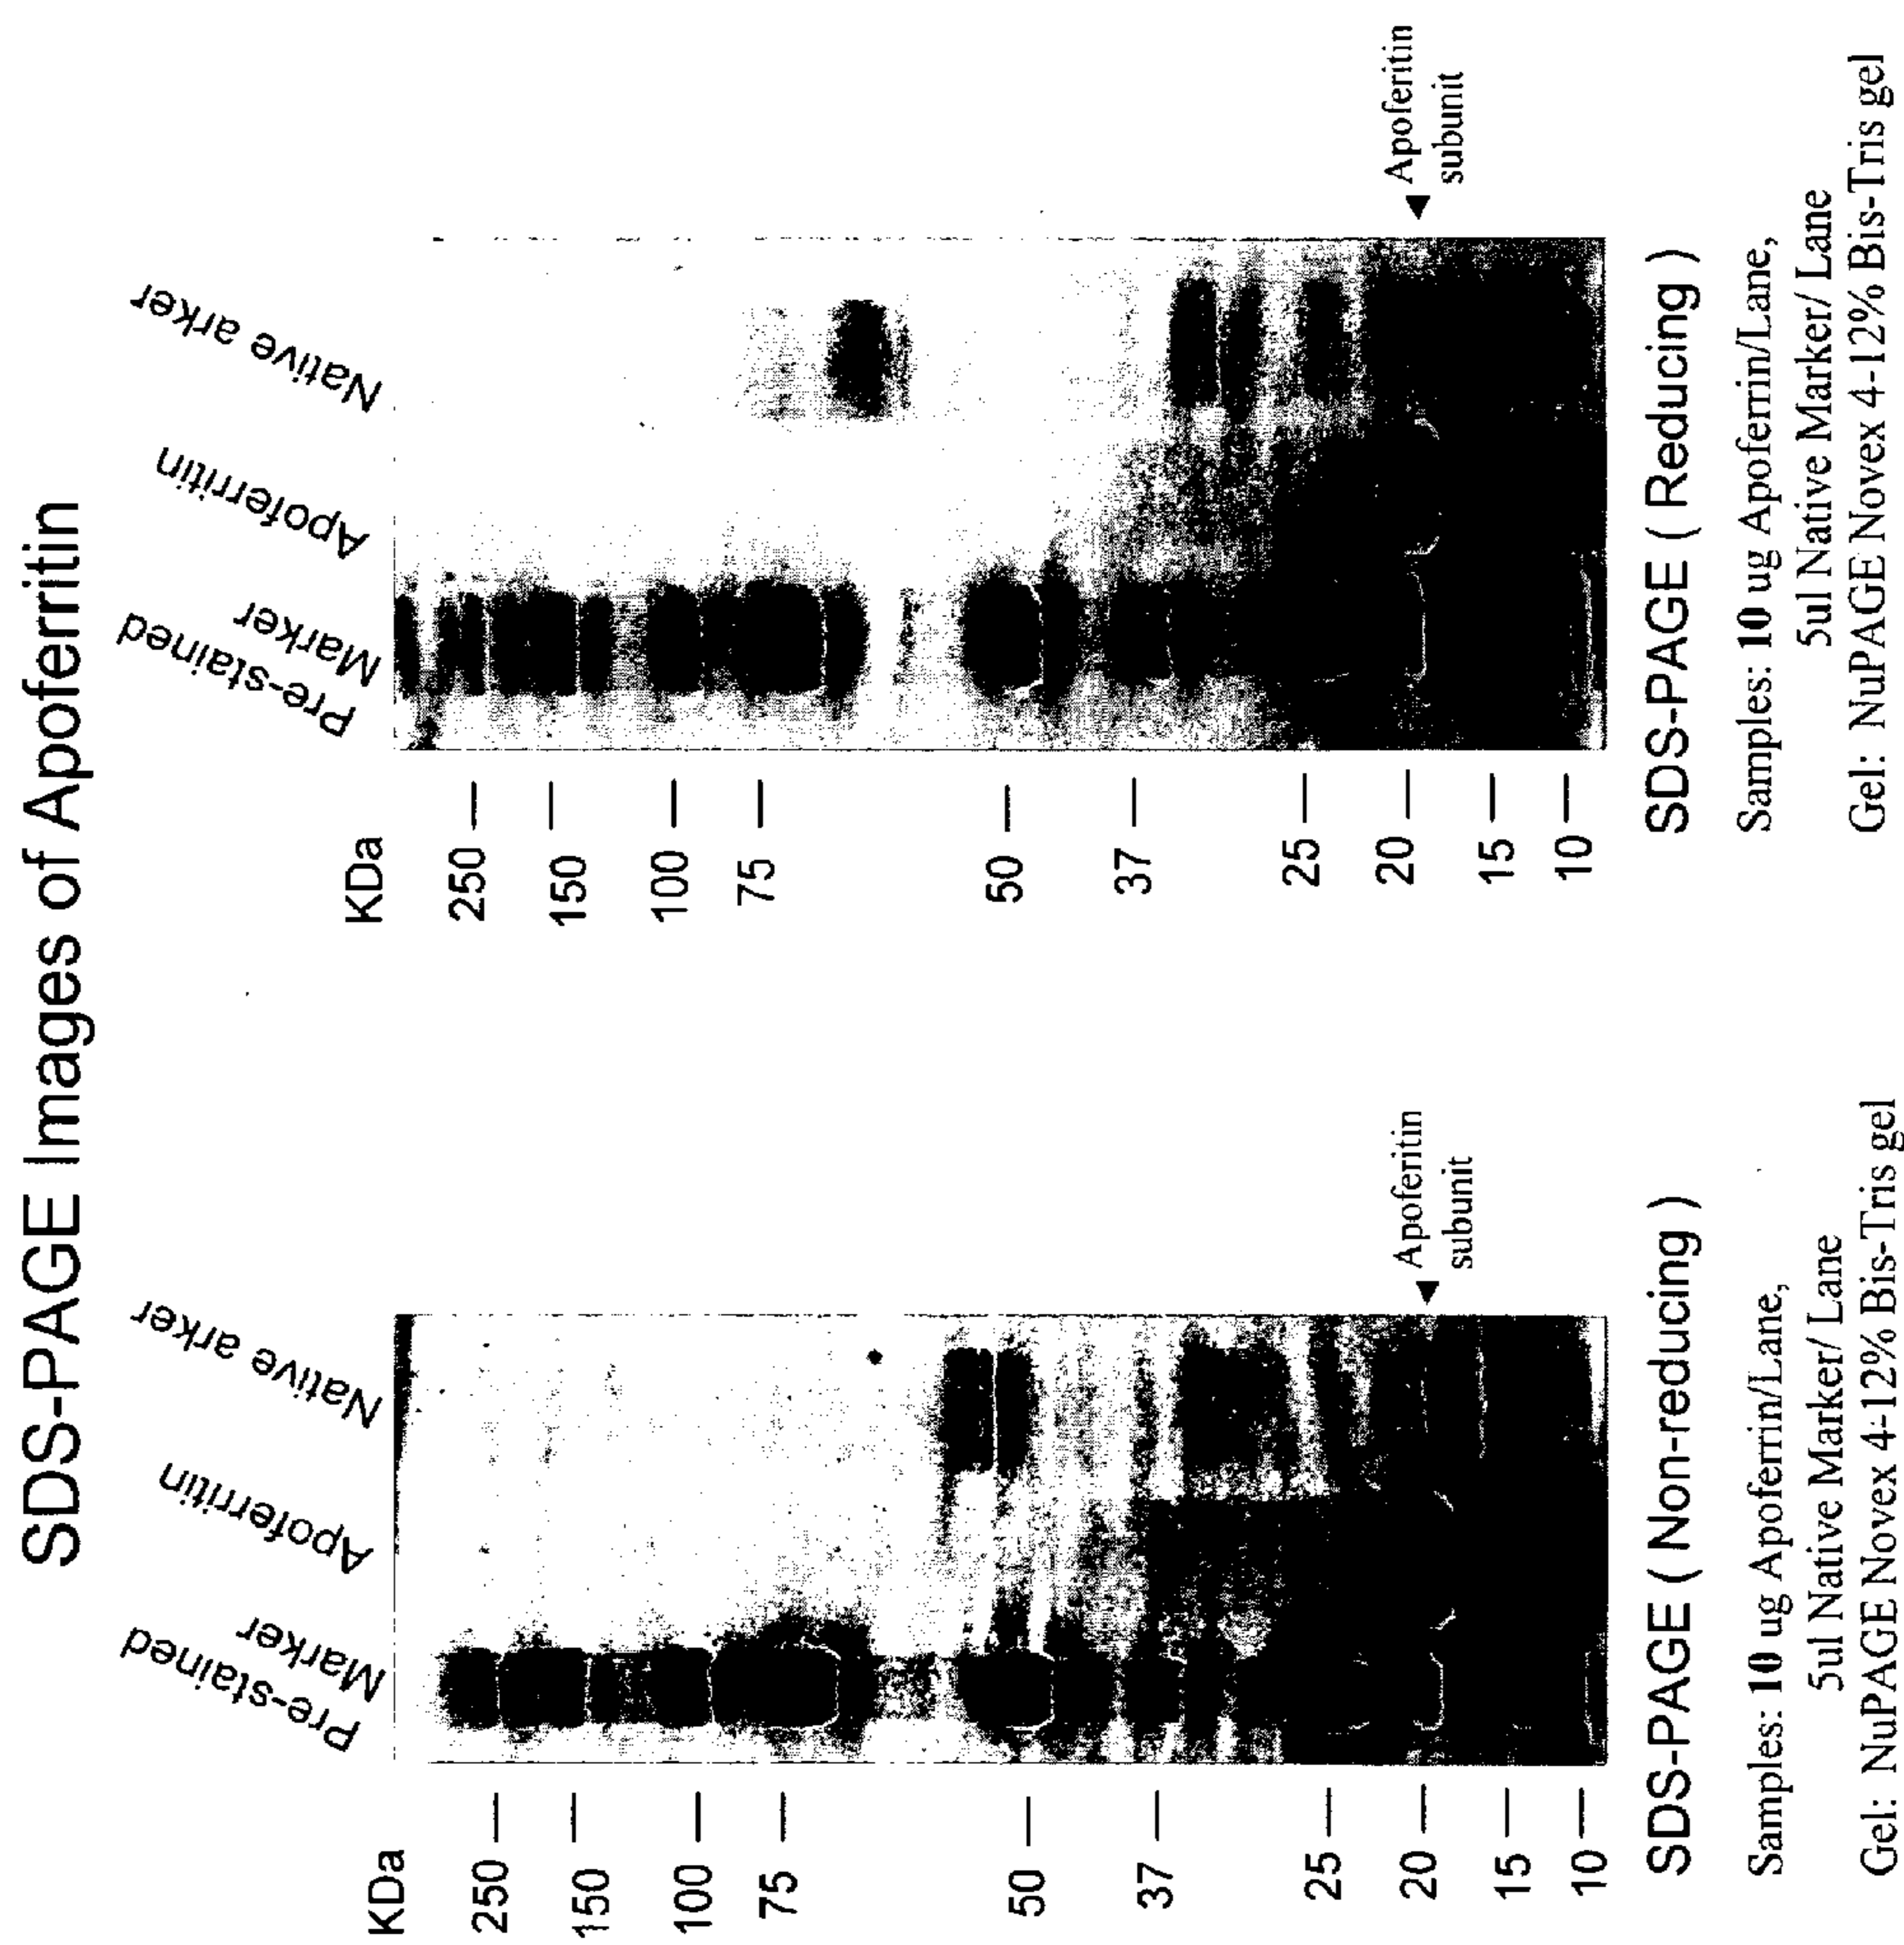 SDS-PAGE Images of Apoferritin
KDa
250
150
100
75
50
37
25
20
15
10
Pre-stained
Marker
Apoferritin
Native arker
Apoferitin
subunit
SDS-PAGE ( Non-reducing )
Samples: 10 ug Apoferrin/Lane,
5ul Native Marker/ Lane
Gel: NuPAGE Novex 4-12% Bis-Tris gel
KDa
250
150
100
75
50
37
25
20
15
10
Pre-stained
Marker
Apoferritin
Native arker
Apoferitin
subunit
SDS-PAGE ( Reducing )
Samples: 10 ug Apoferrin/Lane,
5ul Native Marker/ Lane
Gel: NuPAGE Novex 4-12% Bis-Tris gel